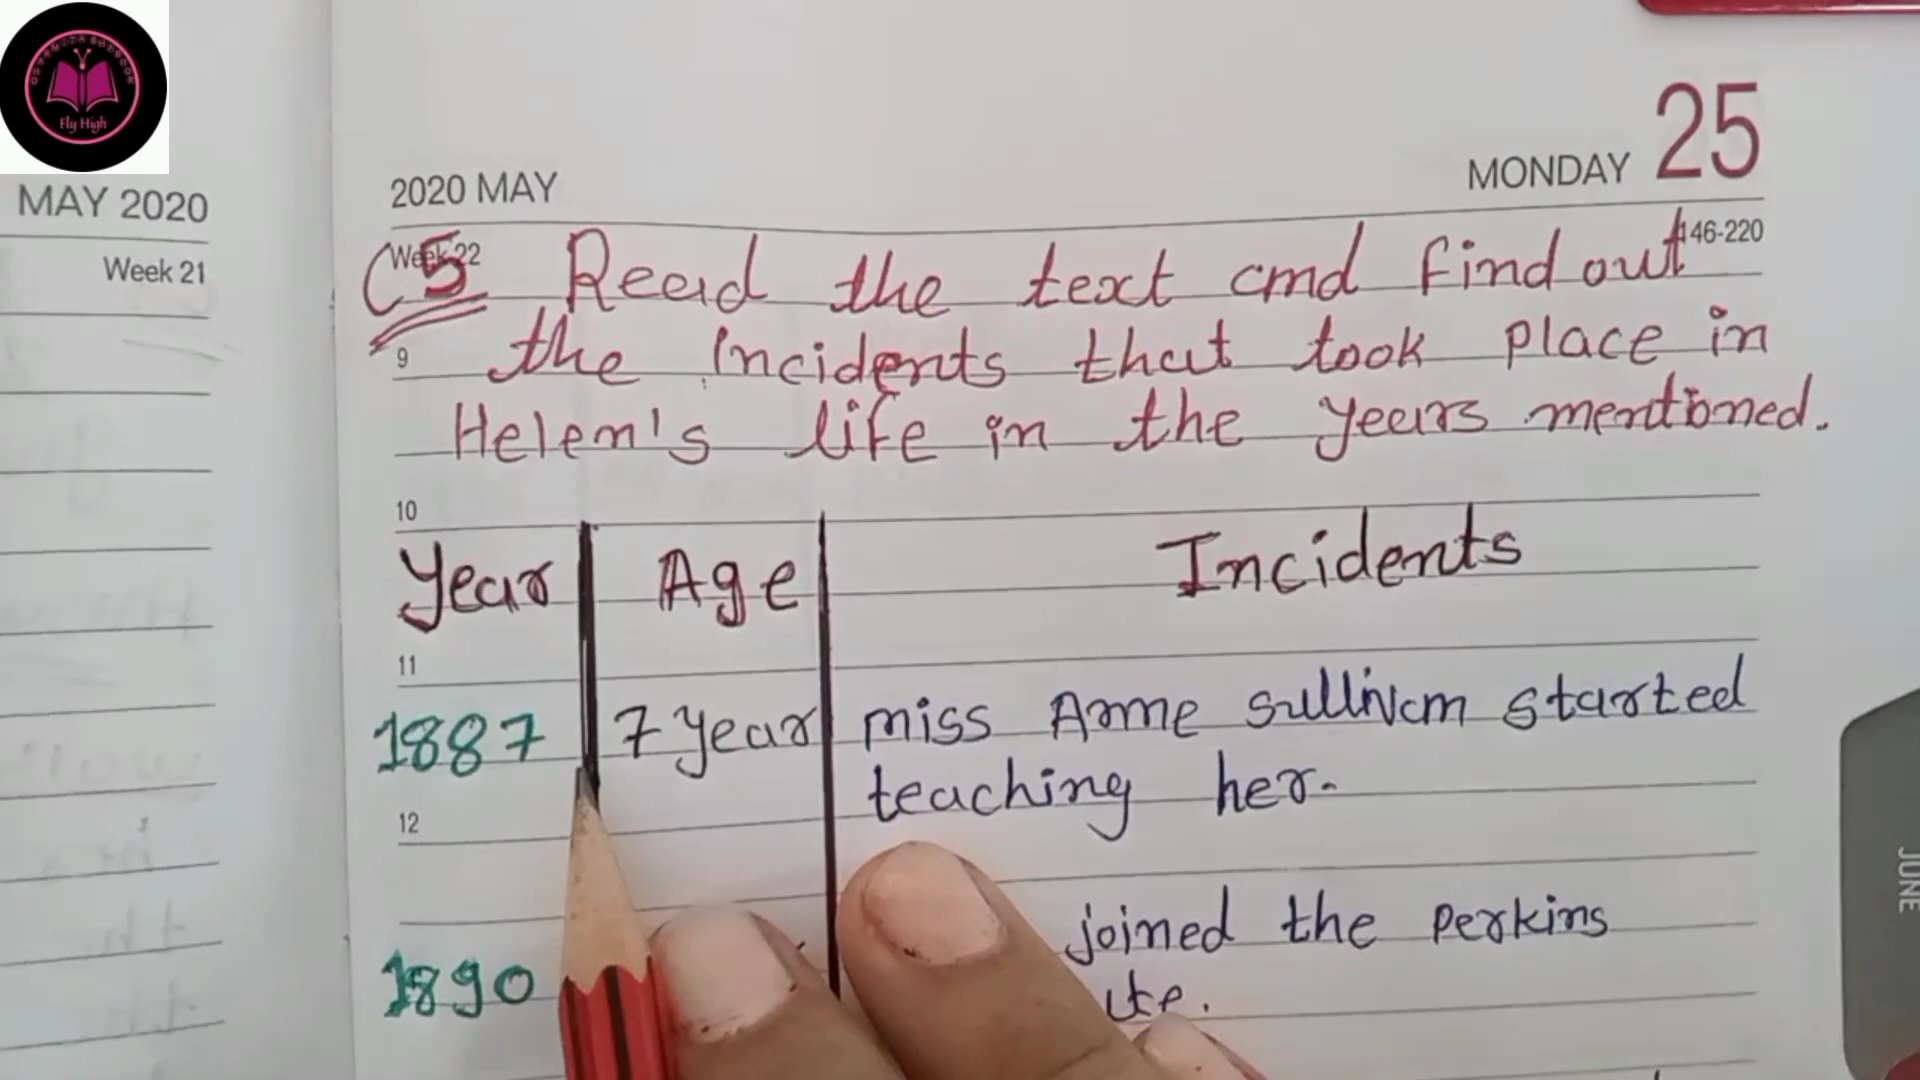 Fly High
MAY 2020
Week 21
2020 MAY
MONDAY 25
Week 22
146-220
(5 Read the text and find out
9
the incidents that took place in
Helen's life in the years mentioned.
10
Year Age Incidents
11
1887 7 year miss Anne sullivan started
teaching her.
12
1890 joined the perkins
JUNE